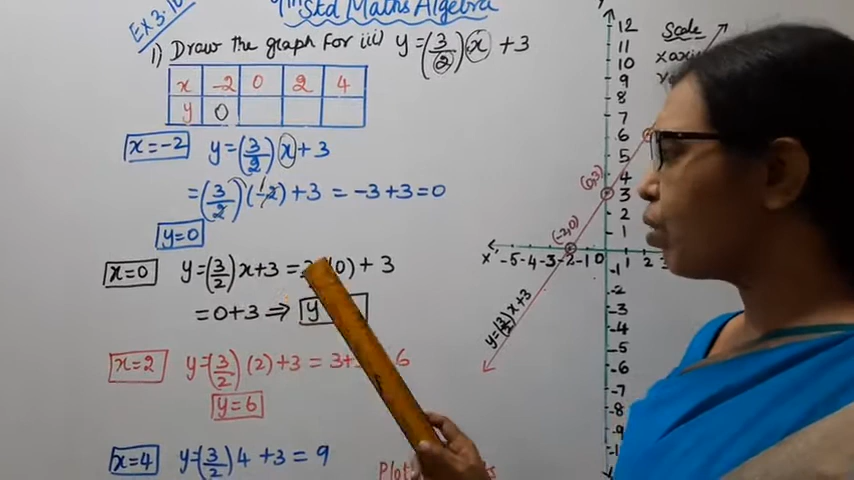 9th Std Maths Algebra
Ex 3.10
1) Draw the graph for iii) y=(3/2)x+3
x -2 0 2 4
y 0
x=-2 y=(3/2)x+3
=(3/2)(-2)+3 = -3+3=0
y=0
x=0 y=(3/2)x+3 = (0)+3
=0+3 ⇒ y
x=2 y=(3/2)(2)+3 = 3+ 6
y=6
x=4 y=(3/2)4+3=9
Scale
x axis
y
12
11
10
9
8
7
6
5
4
3
2
1
(0,3)
(-2,0)
x' -5 -4 -3 -2 -1 0 1 2
-1
-2
-3
-4
-5
-6
-7
-8
-9
y=(3/2)x+3